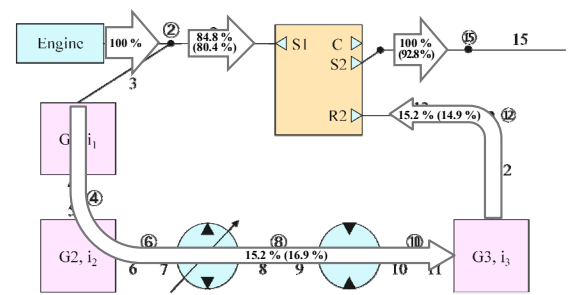 ②
84.8 %
(80.4 %)
Engine
100 %
S1
C
S2
100 %
(92.8%)
⑮
15
3
R2
15.2 % (14.9 %)
⑫
i₁
④
2
⑥
⑧
⑩
G2, i₂
15.2 % (16.9 %)
G3, i₃
6
7
8
9
10
11